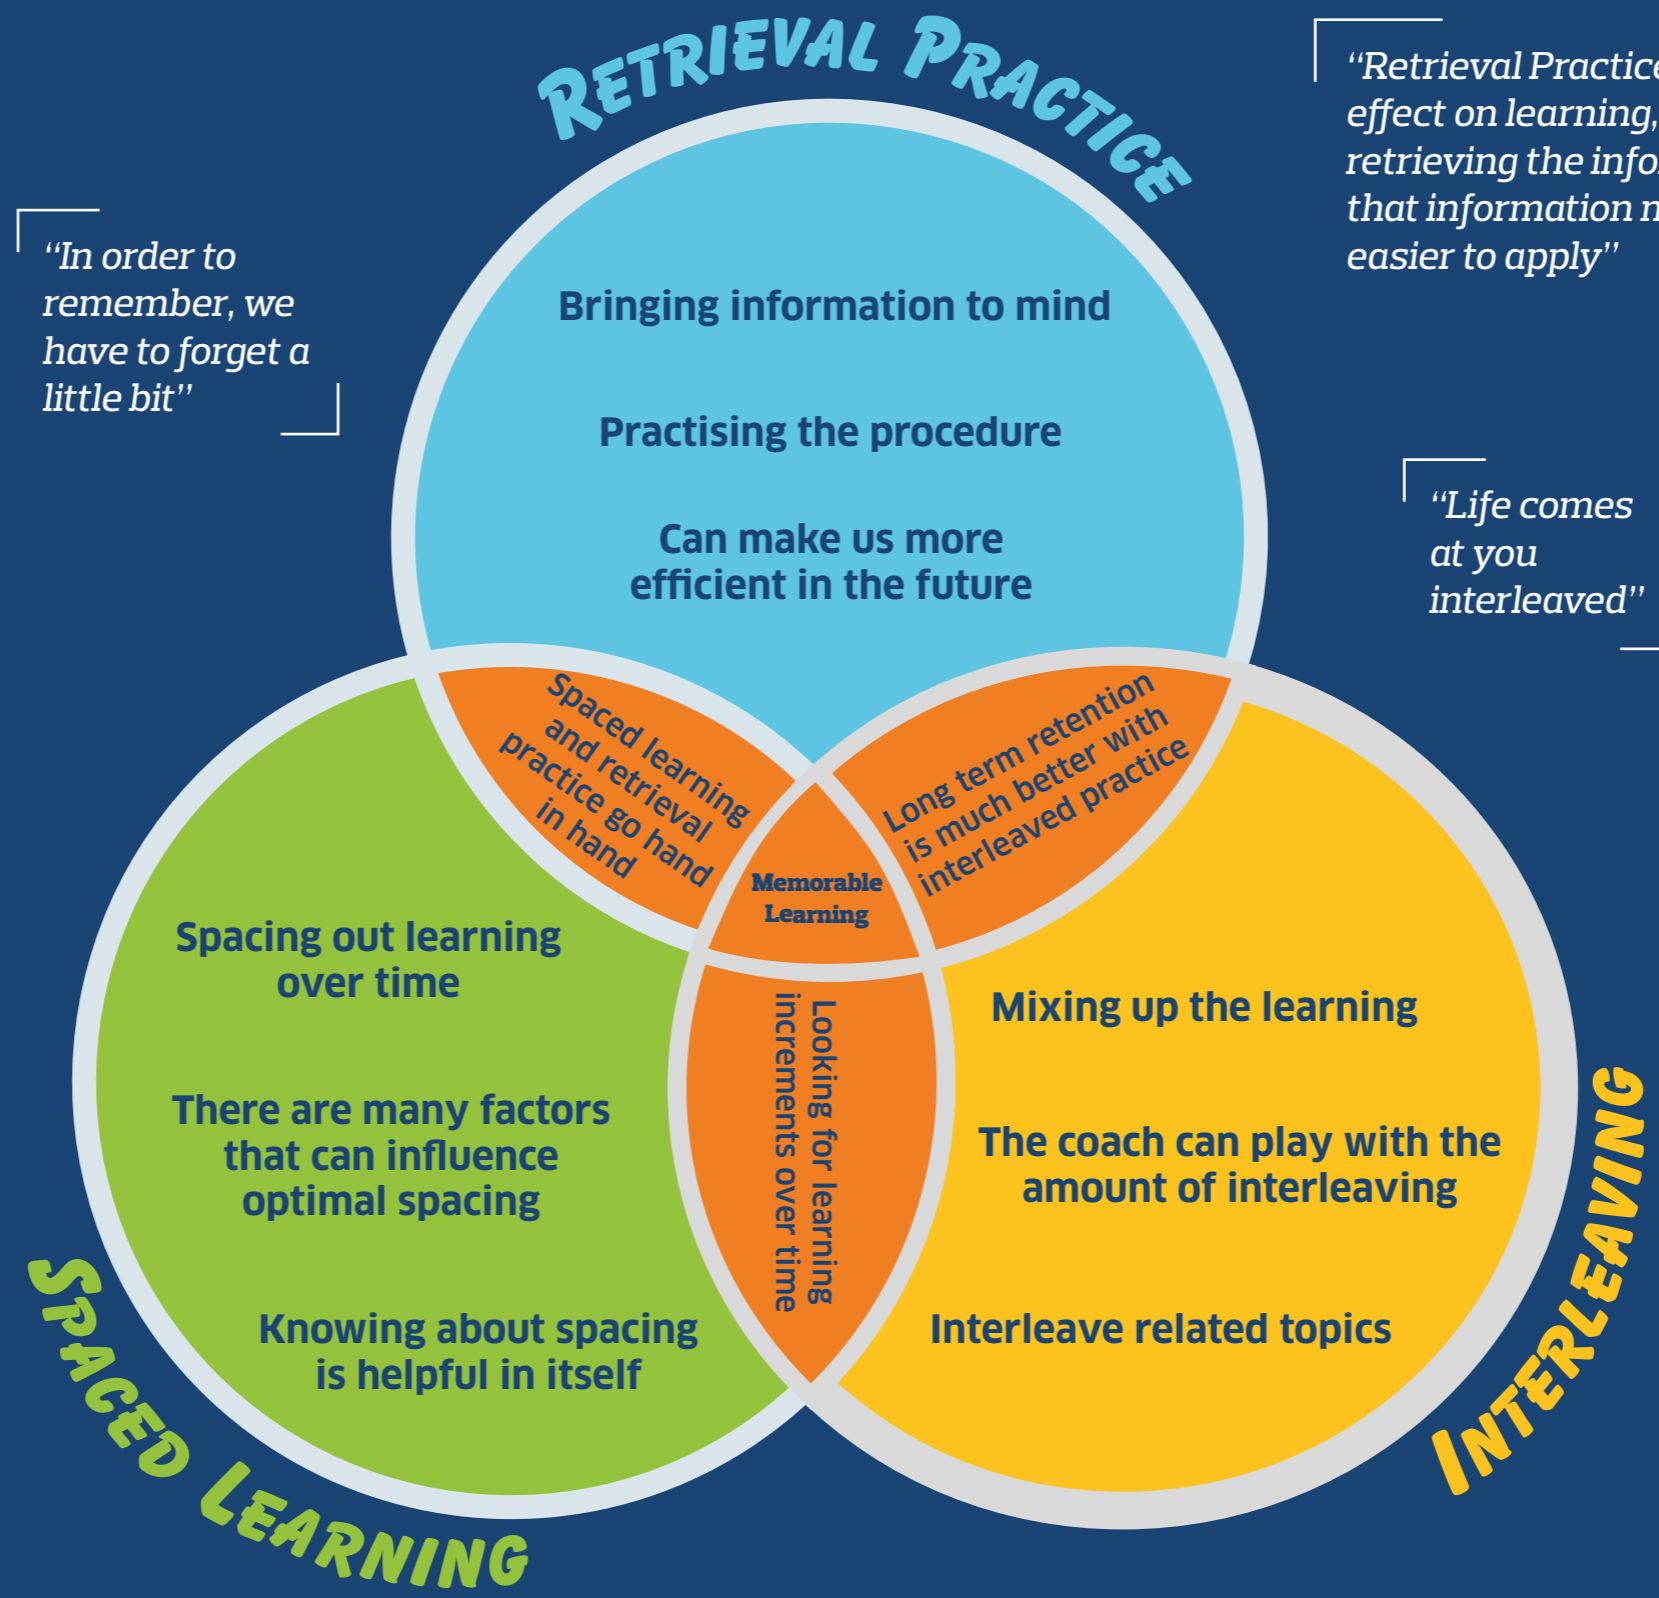 RETRIEVAL PRACTICE
“Retrieval Practice
effect on learning,
retrieving the
that information
easier to apply”
“In order to
remember, we
have to forget a
little bit”
Bringing information to mind
Practising the procedure
Can make us more
efficient in the future
“Life comes
at you
interleaved”
Spaced learning
and retrieval
practice go hand
in hand
Long term retention
is much better with
interleaved practice
Memorable
Learning
Spacing out learning
over time
There are many factors
that can influence
optimal spacing
Knowing about spacing
is helpful in itself
Looking for learning
increments over time
Mixing up the learning
The coach can play with the
amount of interleaving
Interleave related topics
SPACED LEARNING
INTERLEAVING